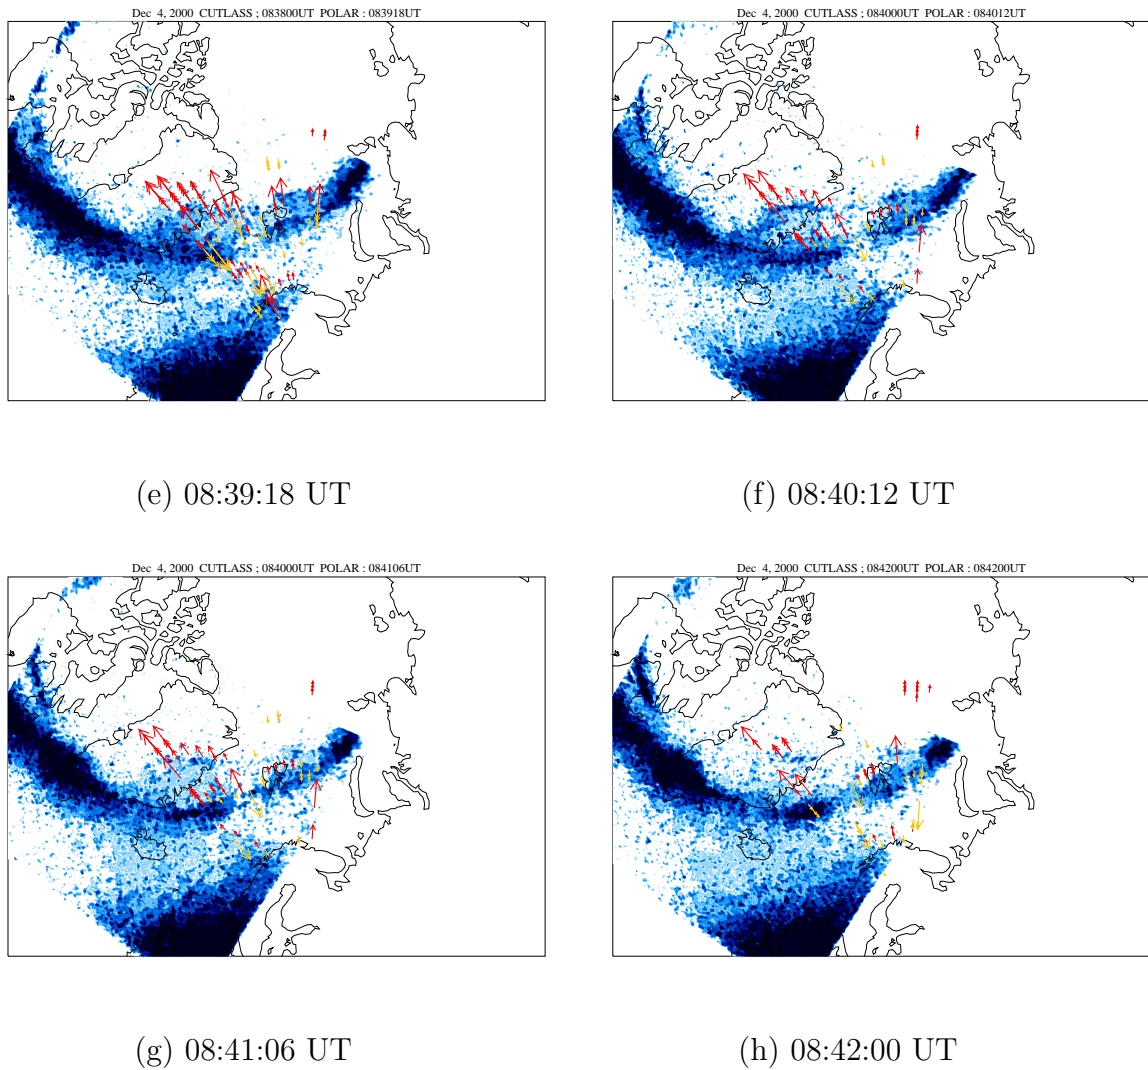 Dec 4, 2000 CUTLASS ; 083800UT POLAR : 083918UT
Dec 4, 2000 CUTLASS ; 084000UT POLAR : 084012UT
(e) 08:39:18 UT
(f) 08:40:12 UT
Dec 4, 2000 CUTLASS ; 084000UT POLAR : 084106UT
Dec 4, 2000 CUTLASS ; 084200UT POLAR : 084200UT
(g) 08:41:06 UT
(h) 08:42:00 UT